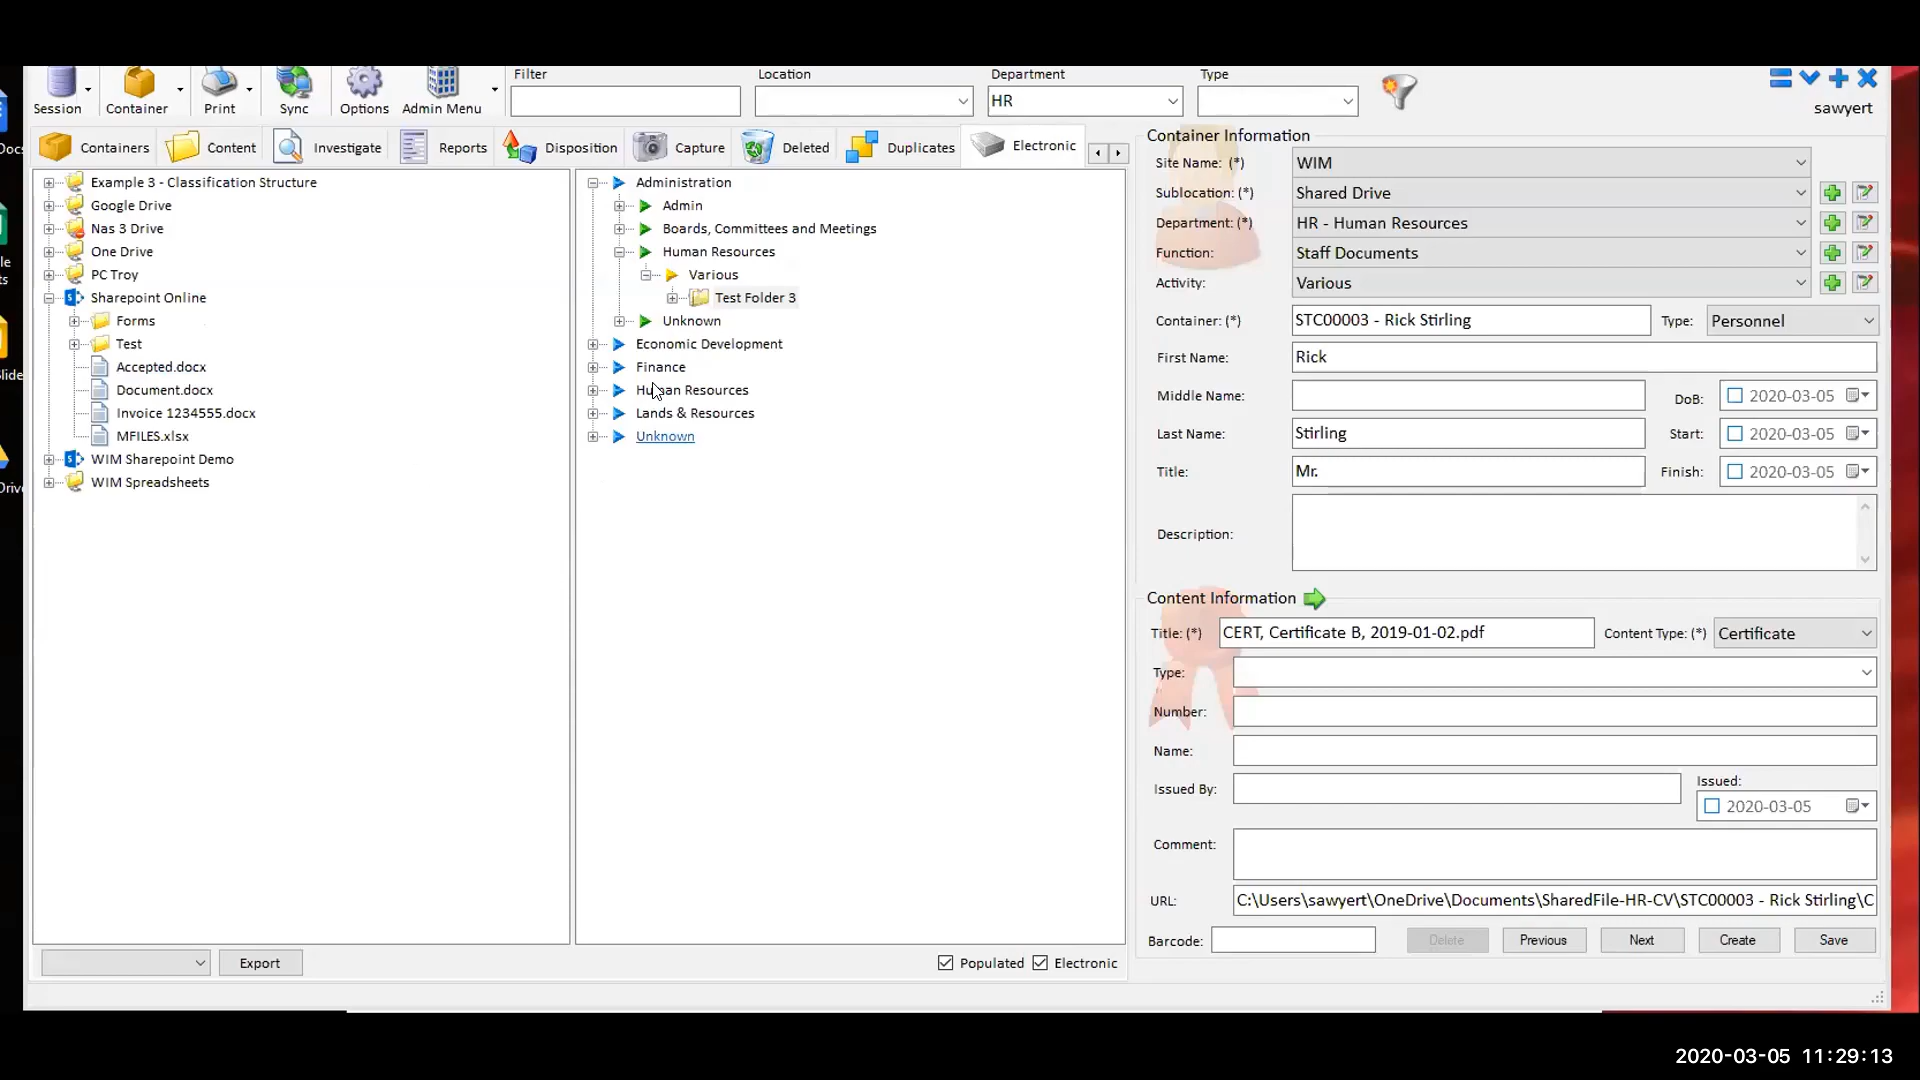 Session Container Print Sync Options Admin Menu
Filter Location Department Type
HR
sawyert
Containers Content Investigate Reports Disposition Capture Deleted Duplicates Electronic
Example 3 - Classification Structure
Google Drive
Nas 3 Drive
One Drive
PC Troy
Sharepoint Online
Forms
Test
Accepted.docx
Document.docx
Invoice 1234555.docx
MFILES.xlsx
WIM Sharepoint Demo
WIM Spreadsheets
Export
Administration
Admin
Boards, Committees and Meetings
Human Resources
Various
Test Folder 3
Unknown
Economic Development
Finance
Human Resources
Lands & Resources
Unknown
Populated Electronic
Container Information
Site Name: (*) WIM
Sublocation: (*) Shared Drive
Department: (*) HR - Human Resources
Function: Staff Documents
Activity: Various
Container: (*) STC00003 - Rick Stirling Type: Personnel
First Name: Rick
Middle Name: DoB: 2020-03-05
Last Name: Stirling Start: 2020-03-05
Title: Mr. Finish: 2020-03-05
Description:
Content Information
Title: (*) CERT, Certificate B, 2019-01-02.pdf Content Type: (*) Certificate
Type:
Number:
Name:
Issued By: Issued:
2020-03-05
Comment:
URL: C:\Users\sawyert\OneDrive\Documents\SharedFile-HR-CV\STC00003 - Rick Stirling\C
Barcode: Delete Previous Next Create Save
2020-03-05 11:29:13